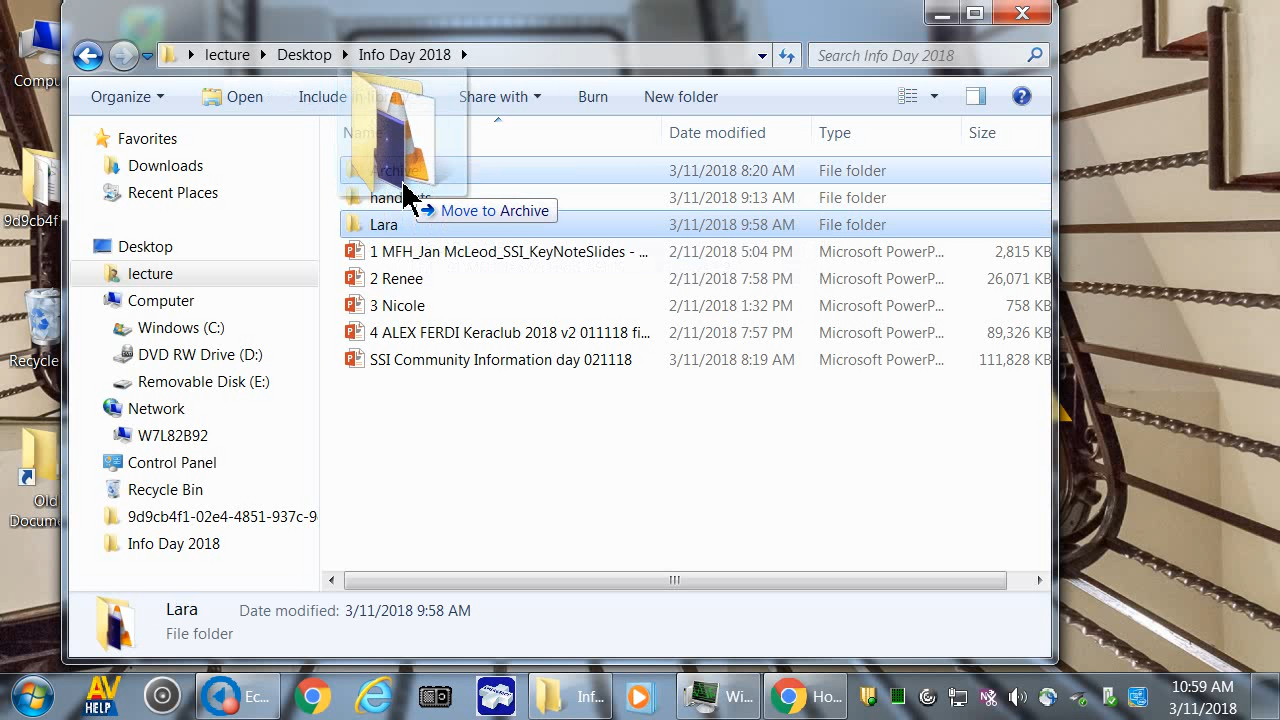 lecture Desktop Info Day 2018 Search Info Day 2018
Organize Open Include in library Share with Burn New folder
Name Date modified Type Size
Favorites
Downloads
Recent Places
Desktop
lecture
Computer
Windows (C:)
DVD RW Drive (D:)
Removable Disk (E:)
Network
W7L82B92
Control Panel
Recycle Bin
9d9cb4f1-02e4-4851-937c-9
Info Day 2018
Archive 3/11/2018 8:20 AM File folder
handouts 3/11/2018 9:13 AM File folder
Move to Archive
Lara 3/11/2018 9:58 AM File folder
1 MFH_Jan McLeod_SSI_KeyNoteSlides - ... 2/11/2018 5:04 PM Microsoft PowerP... 2,815 KB
2 Renee 2/11/2018 7:58 PM Microsoft PowerP... 26,071 KB
3 Nicole 2/11/2018 1:32 PM Microsoft PowerP... 758 KB
4 ALEX FERDI Keraclub 2018 v2 011118 fi... 2/11/2018 7:57 PM Microsoft PowerP... 89,326 KB
SSI Community Information day 021118 3/11/2018 8:19 AM Microsoft PowerP... 111,828 KB
Lara Date modified: 3/11/2018 9:58 AM
File folder
Compu
9d9cb4f
Recycle
Old
Docume
AV
HELP
Ec...
Inf...
Wi...
Ho...
10:59 AM
3/11/2018